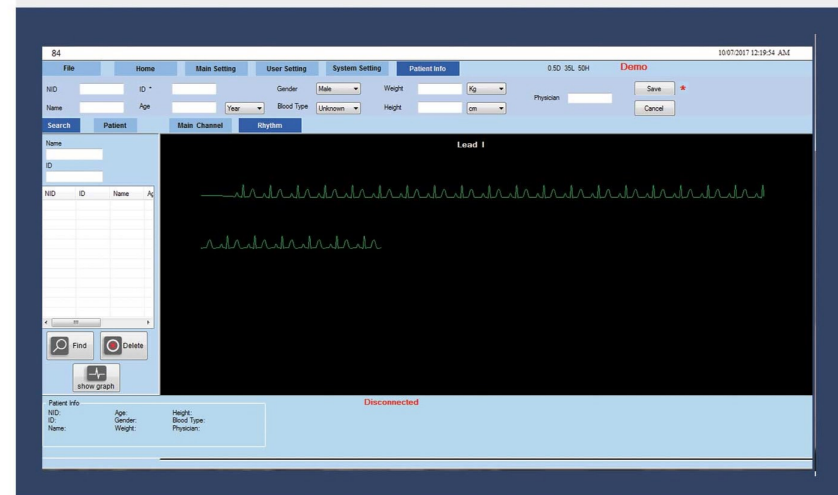 84 10/07/2017 12:19:54 AM
File Home Main Setting User Setting System Setting Patient Info 0.5D 35L 50H Demo
NID ID * Gender Male Weight Kg Physician Save *
Name Age Year Blood Type Unknown Height cm Cancel
Search Patient Main Channel Rhythm
Name
Lead I
ID
NID ID Name Ag
Find Delete
show graph
Patient Info
Disconnected
NID: Age: Height:
ID: Gender: Blood Type:
Name: Weight: Physician: